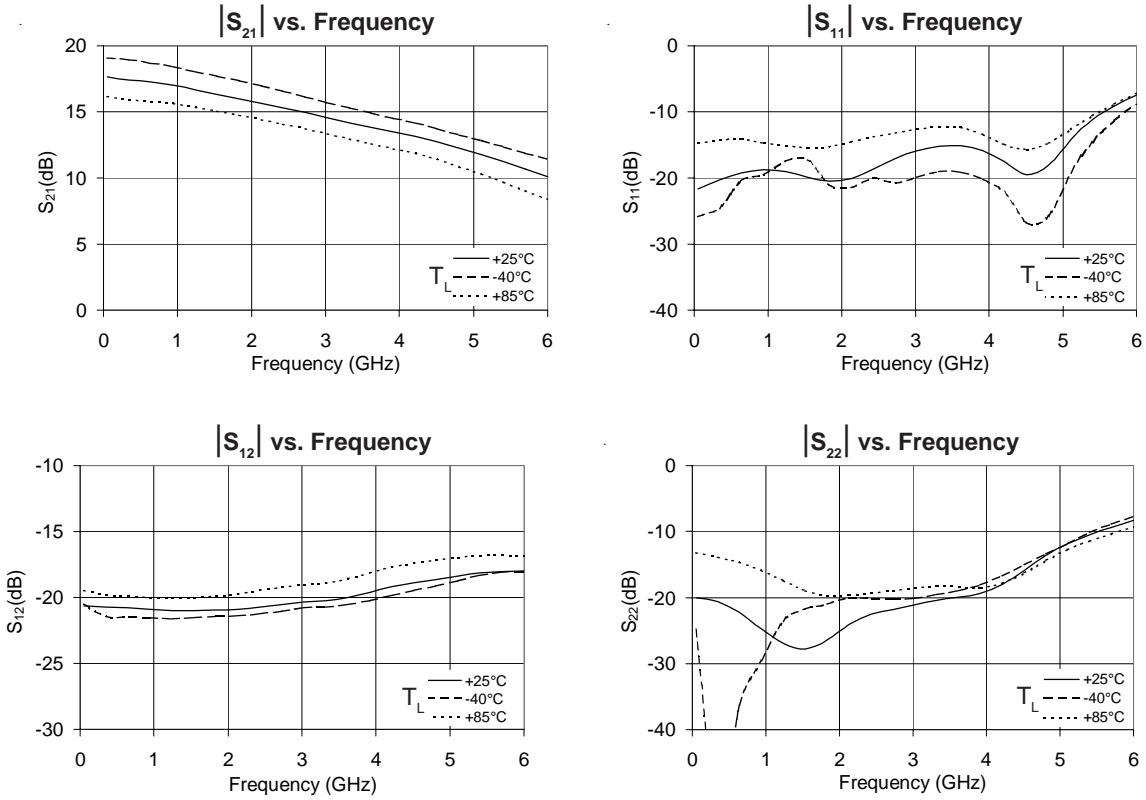 |S21| vs. Frequency
20
15
10
5
0
S21(dB)
TL
+25°C
-40°C
+85°C
0 1 2 3 4 5 6
Frequency (GHz)
|S11| vs. Frequency
0
-10
-20
-30
-40
S11(dB)
TL
+25°C
-40°C
+85°C
0 1 2 3 4 5 6
Frequency (GHz)
|S12| vs. Frequency
-10
-15
-20
-25
-30
S12(dB)
TL
+25°C
-40°C
+85°C
0 1 2 3 4 5 6
Frequency (GHz)
|S22| vs. Frequency
0
-10
-20
-30
-40
S22(dB)
TL
+25°C
-40°C
+85°C
0 1 2 3 4 5 6
Frequency (GHz)